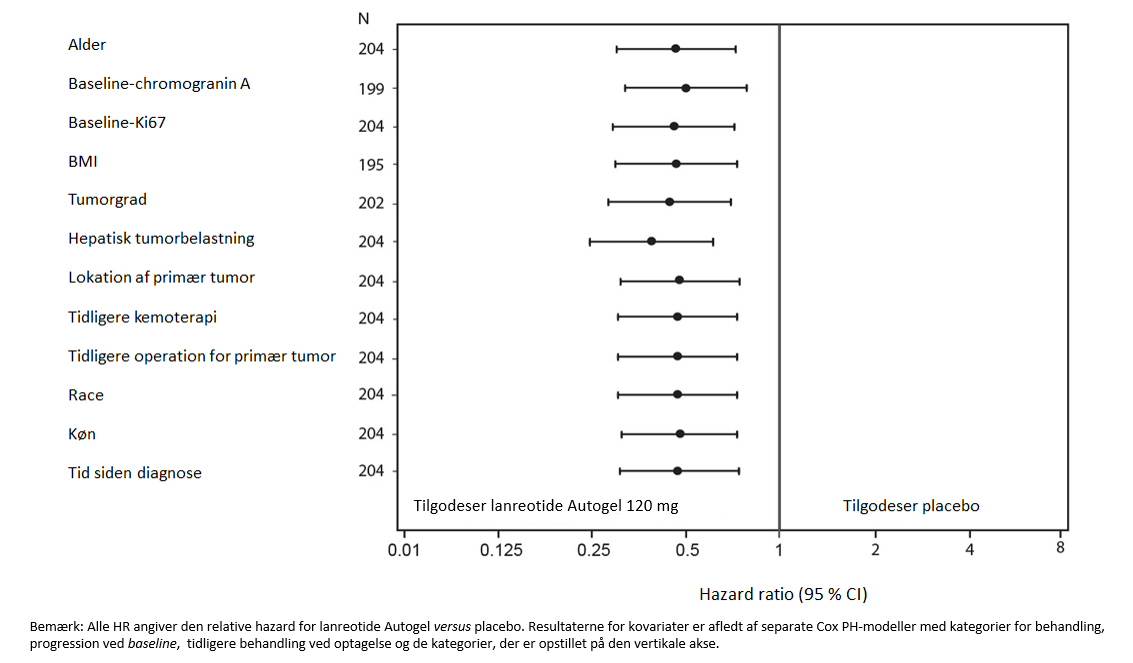 N
Alder 204
Baseline-chromogranin A 199
Baseline-Ki67 204
BMI 195
Tumorgrad 202
Hepatisk tumorbelastning 204
Lokation af primær tumor 204
Tidligere kemoterapi 204
Tidligere operation for primær tumor 204
Race 204
Køn 204
Tid siden diagnose 204
Tilgodeser lanreotide Autogel 120 mg Tilgodeser placebo
0.01 0.125 0.25 0.5 1 2 4 8
Hazard ratio (95 % CI)
Bemærk: Alle HR angiver den relative hazard for lanreotide Autogel versus placebo. Resultaterne for kovariater er afledt af separate Cox PH-modeller med kategorier for behandling,
progression ved baseline, tidligere behandling ved optagelse og de kategorier, der er opstillet på den vertikale akse.